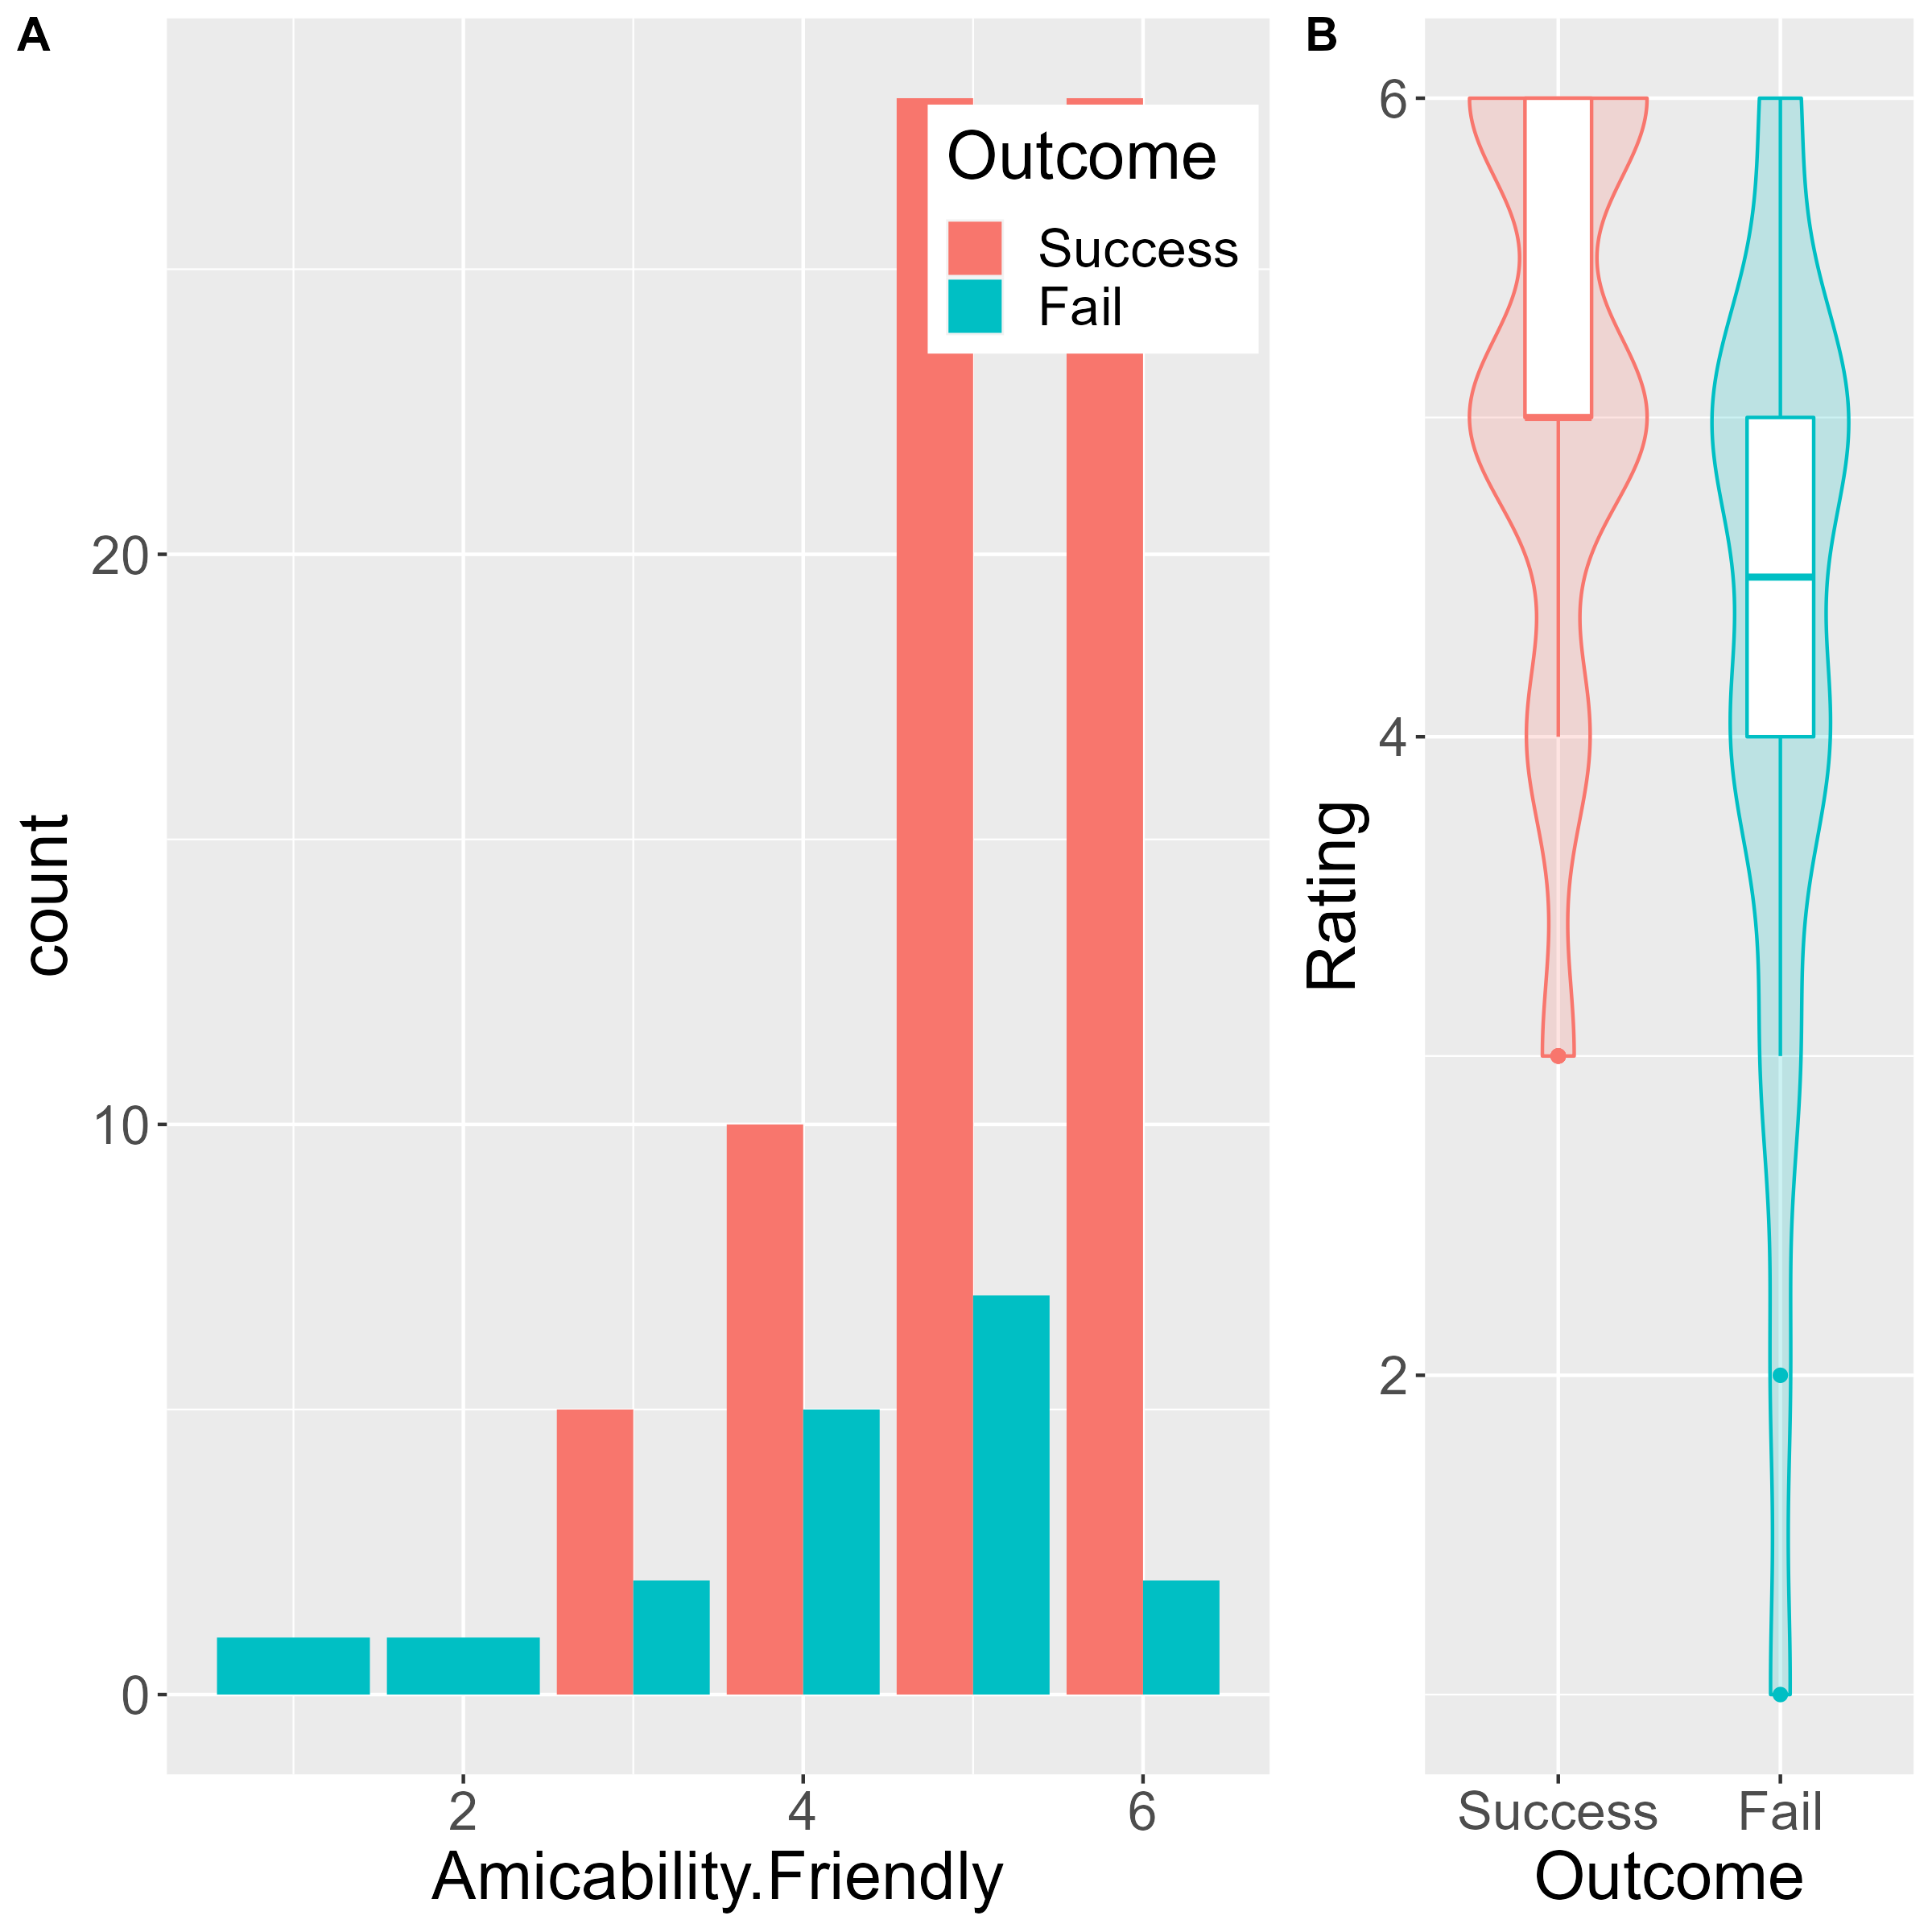 A
count
20
10
0
2
4
6
Amicability.Friendly
Outcome
Success
Fail
B
Rating
6
4
2
Success
Fail
Outcome